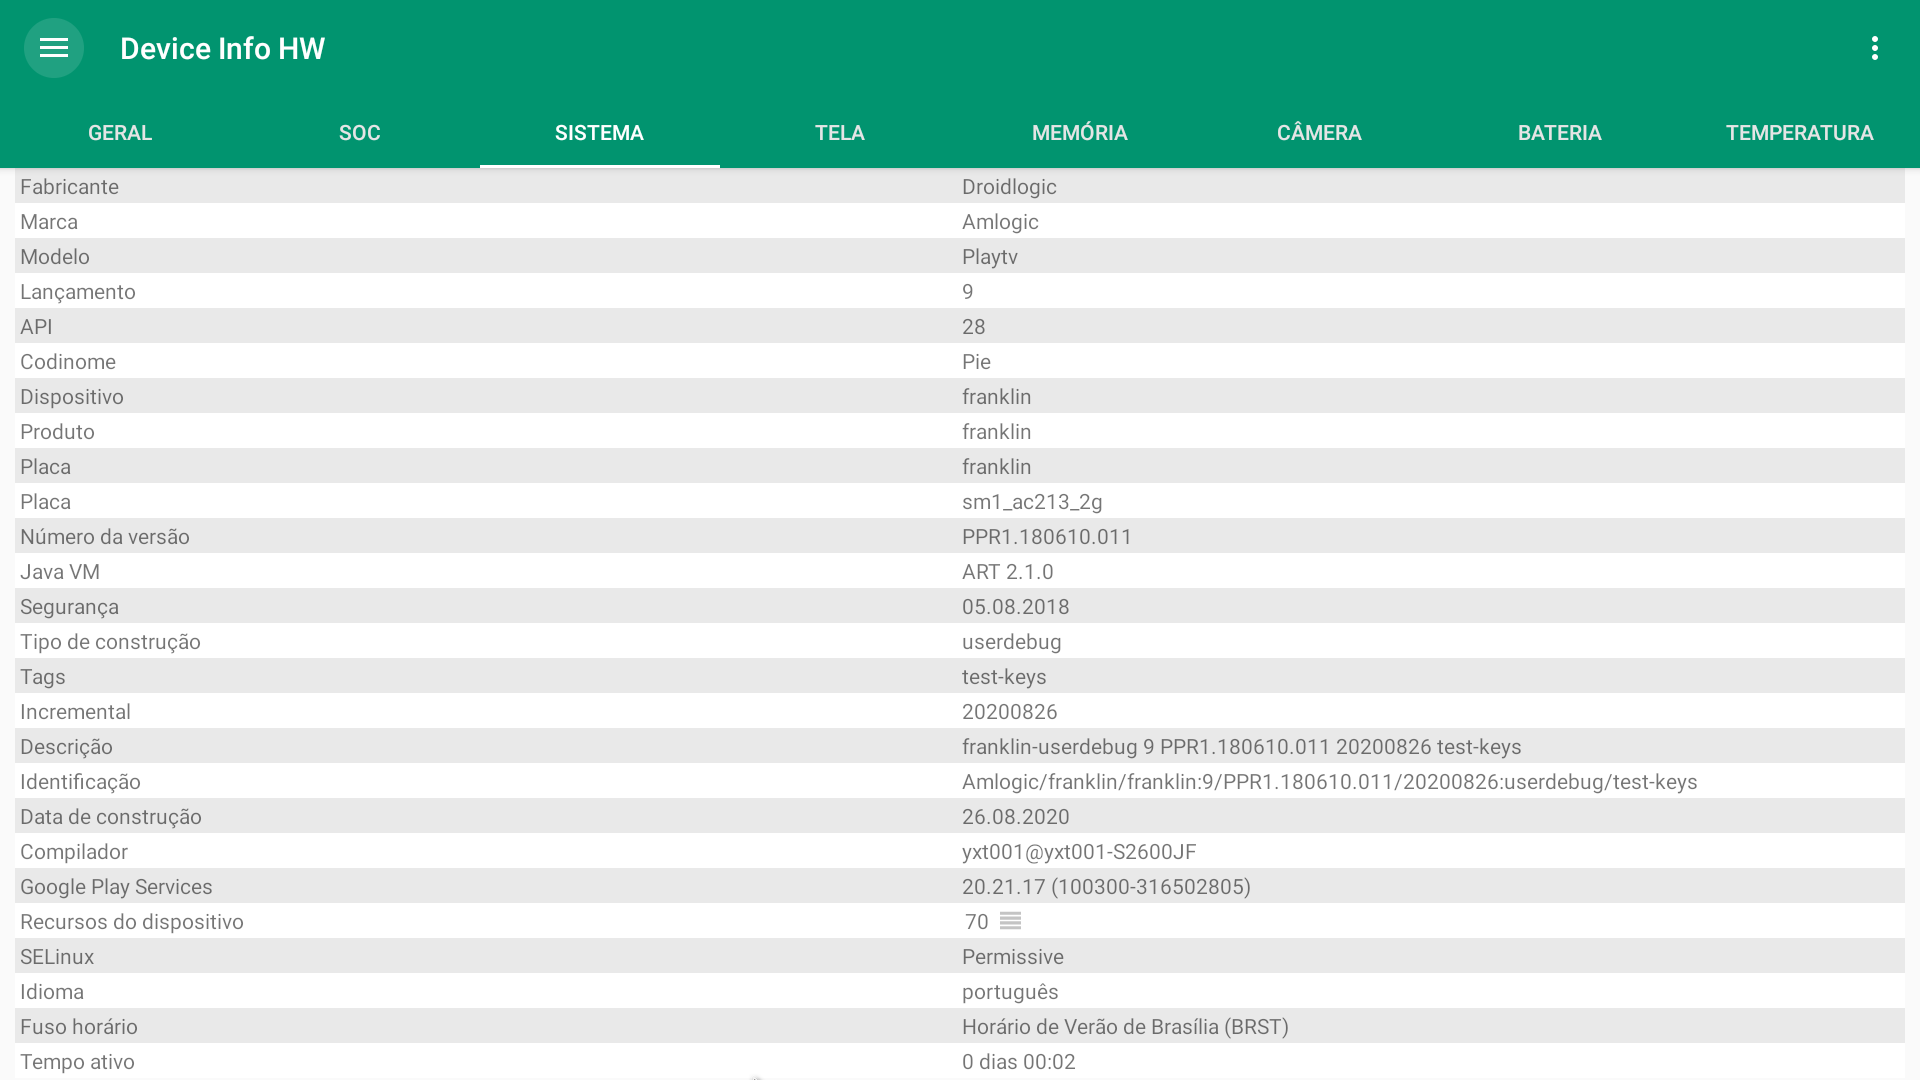 Device Info HW
GERAL SOC SISTEMA TELA MEMÓRIA CÂMERA BATERIA TEMPERATURA
Fabricante Droidlogic
Marca Amlogic
Modelo Playtv
Lançamento 9
API 28
Codinome Pie
Dispositivo franklin
Produto franklin
Placa franklin
Placa sm1_ac213_2g
Número da versão PPR1.180610.011
Java VM ART 2.1.0
Segurança 05.08.2018
Tipo de construção userdebug
Tags test-keys
Incremental 20200826
Descrição franklin-userdebug 9 PPR1.180610.011 20200826 test-keys
Identificação Amlogic/franklin/franklin:9/PPR1.180610.011/20200826:userdebug/test-keys
Data de construção 26.08.2020
Compilador yxt001@yxt001-S2600JF
Google Play Services 20.21.17 (100300-316502805)
Recursos do dispositivo 70
SELinux Permissive
Idioma português
Fuso horário Horário de Verão de Brasília (BRST)
Tempo ativo 0 dias 00:02